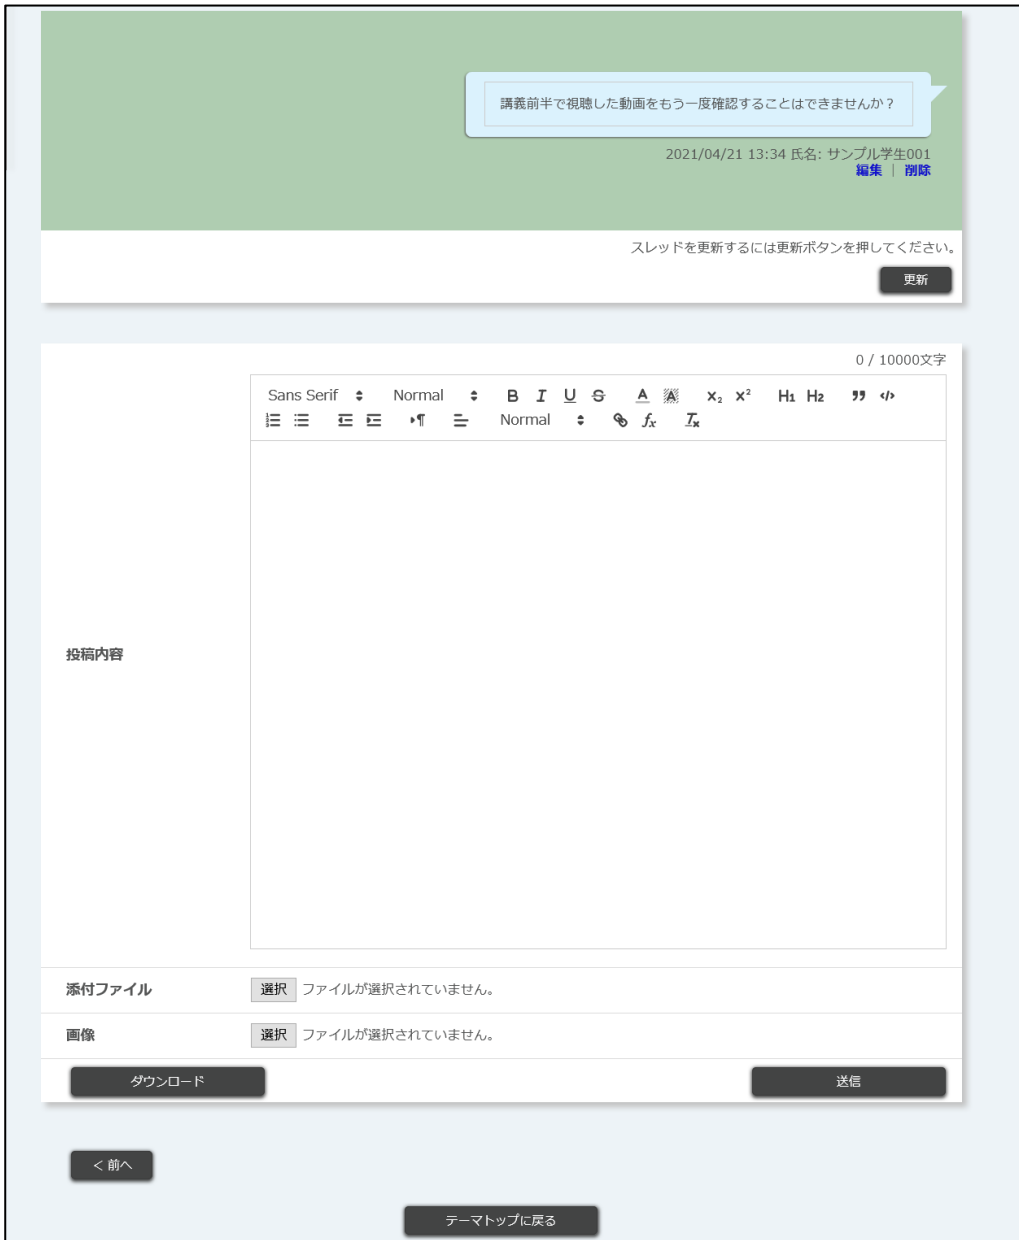 講義前半で視聴した動画をもう一度確認することはできませんか？
2021/04/21 13:34 氏名: サンプル学生001
編集 | 削除
スレッドを更新するには更新ボタンを押してください。
更新
0 / 10000文字
Sans Serif Normal B I U S A A X₂ X² H1 H2 ” </>
¶ Normal fx Tx
投稿内容
添付ファイル 選択 ファイルが選択されていません。
画像 選択 ファイルが選択されていません。
ダウンロード 送信
< 前へ
テーマトップに戻る